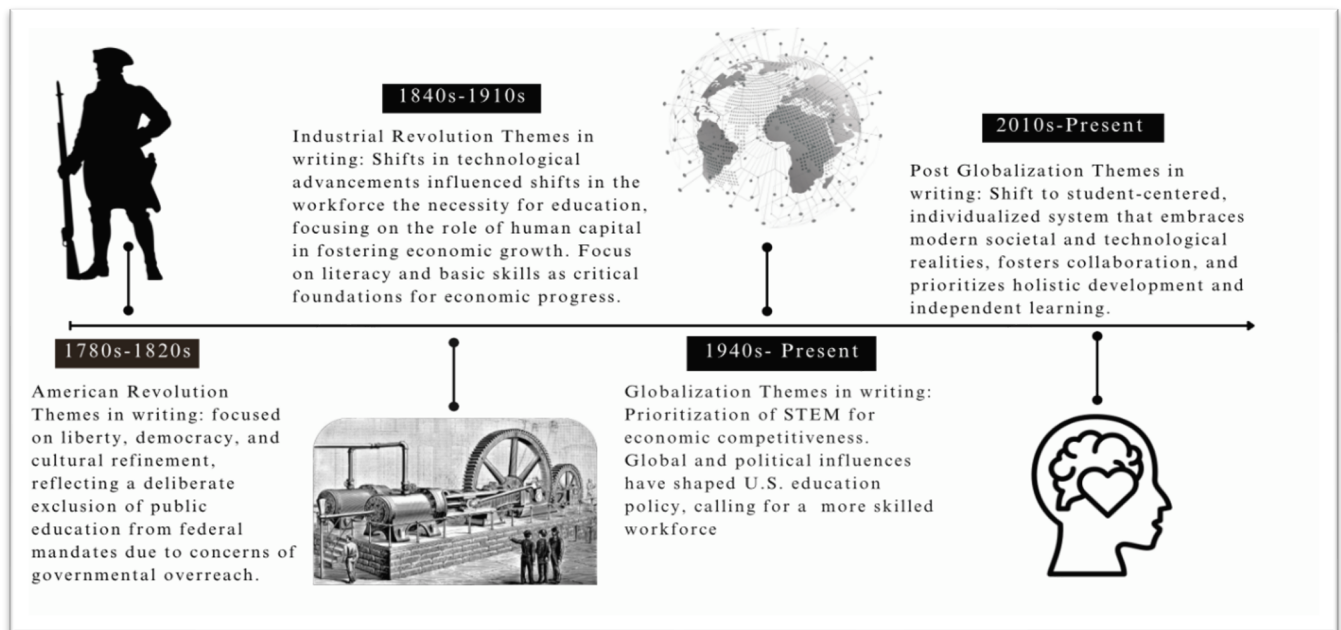 1780s-1820s
American Revolution
Themes in writing: focused
on liberty, democracy, and
cultural refinement,
reflecting a deliberate
exclusion of public
education from federal
mandates due to concerns of
governmental overreach.
1840s-1910s
Industrial Revolution Themes in
writing: Shifts in technological
advancements influenced shifts in the
workforce the necessity for education,
focusing on the role of human capital
in fostering economic growth. Focus
on literacy and basic skills as critical
foundations for economic progress.
1940s- Present
Globalization Themes in writing:
Prioritization of STEM for
economic competitiveness.
Global and political influences
have shaped U.S. education
policy, calling for a  more skilled
workforce
2010s-Present
Post Globalization Themes in
writing: Shift to student-centered,
individualized system that embraces
modern societal and technological
realities, fosters collaboration, and
prioritizes holistic development and
independent learning.